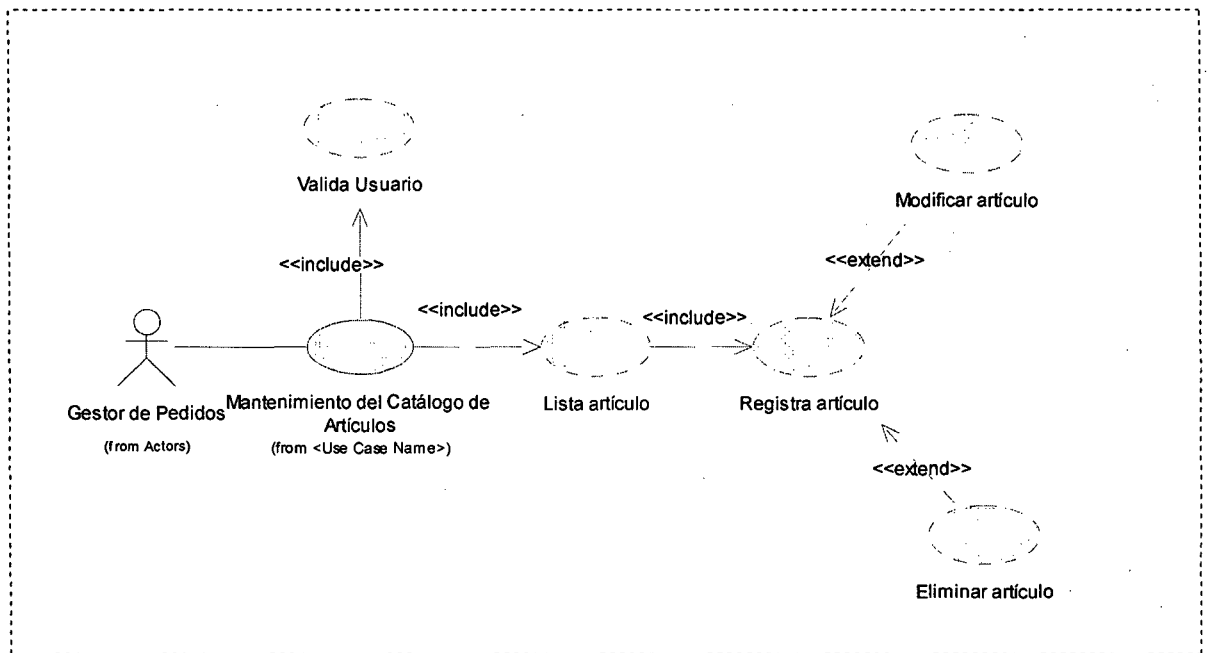 Valida Usuario
Modificar artículo
<<include>>
<<extend>>
<<include>>
<<include>>
Gestor de Pedidos
(from Actors)
Mantenimiento del Catálogo de
Artículos
(from <Use Case Name>)
Lista artículo
Registra artículo
<<extend>>
Eliminar artículo